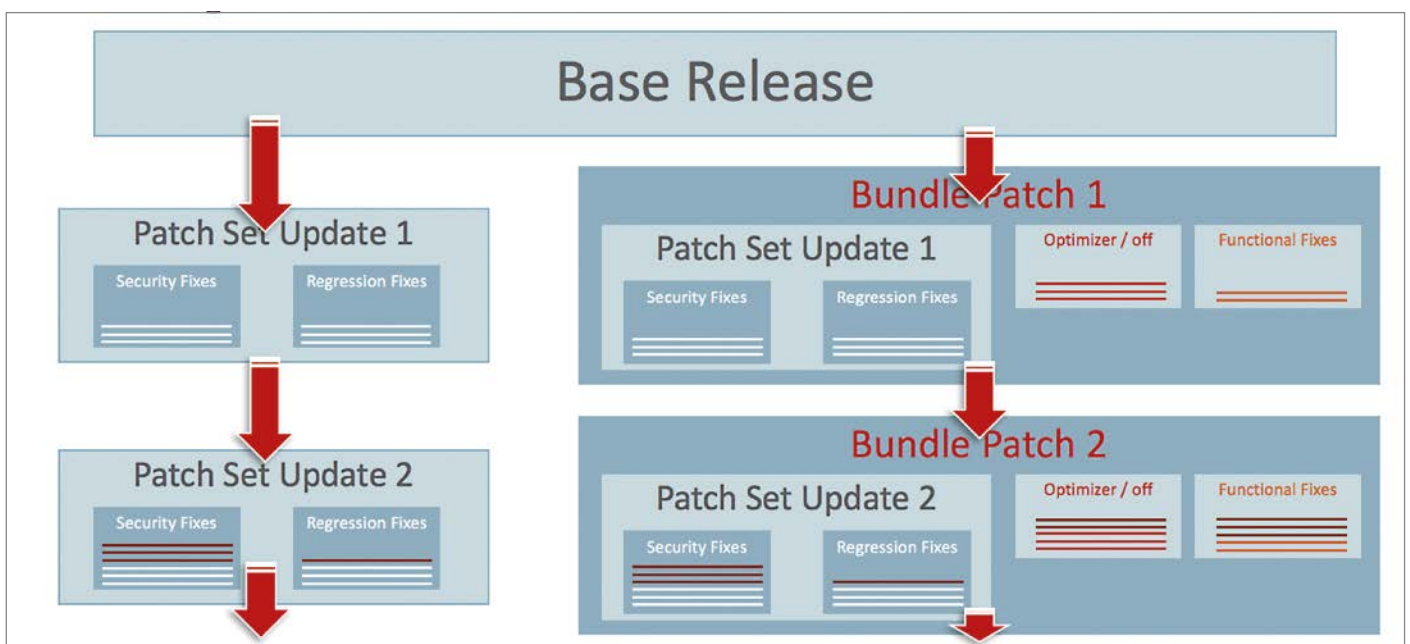 Base Release
Patch Set Update 1
Security Fixes
Regression Fixes
Patch Set Update 2
Security Fixes
Regression Fixes
Bundle Patch 1
Patch Set Update 1
Security Fixes
Regression Fixes
Optimizer / off
Functional Fixes
Bundle Patch 2
Patch Set Update 2
Security Fixes
Regression Fixes
Optimizer / off
Functional Fixes